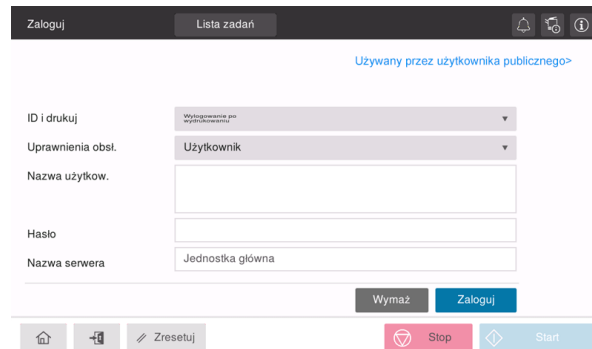 Zaloguj
Lista zadań
Używany przez użytkownika publicznego>
ID i drukuj
Wylogowanie po
wydrukowaniu
Uprawnienia obsł.
Użytkownik
Nazwa użytkow.
Hasło
Nazwa serwera
Jednostka główna
Wymaż
Zaloguj
Zresetuj
Stop
Start